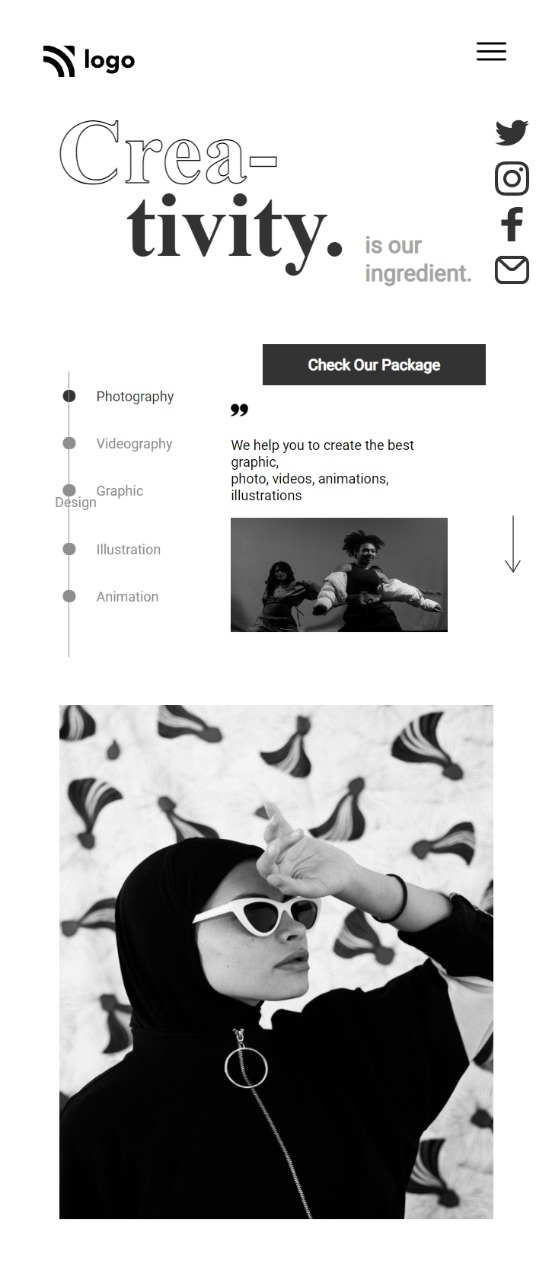 logo
Crea-
tivity.
is our
ingredient.
Check Our Package
Photography
Videography
Graphic
Design
Illustration
Animation
”
We help you to create the best
graphic,
photo, videos, animations,
illustrations